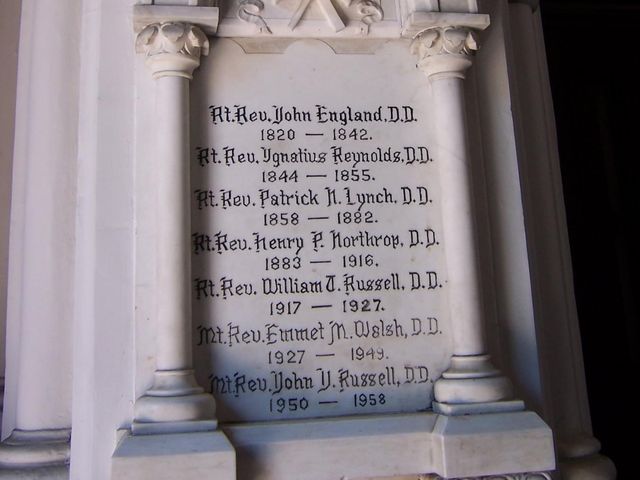 Rt. Rev. John England, D.D.
1820 — 1842.
Rt. Rev. Ignatius Reynolds, D.D.
1844 — 1855.
Rt. Rev. Patrick N. Lynch, D.D.
1858 — 1882.
Rt. Rev. Henry P. Northrop, D.D.
1883 — 1916.
Rt. Rev. William T. Russell, D.D.
1917 — 1927.
Mt. Rev. Emmet M. Walsh, D.D.
1927 — 1949.
Mt. Rev. John J. Russell, D.D.
1950 — 1958